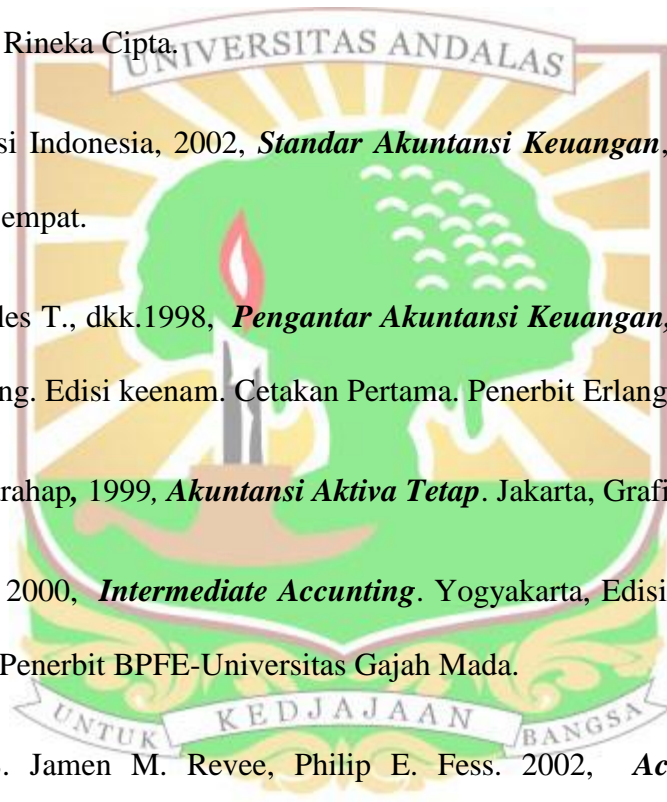 Rineka Cipta.
UNIVERSITAS ANDALAS
si Indonesia, 2002, Standar Akuntansi Keuangan,
empat.
les T., dkk.1998, Pengantar Akuntansi Keuangan,
ng. Edisi keenam. Cetakan Pertama. Penerbit Erlang
rahap, 1999, Akuntansi Aktiva Tetap. Jakarta, Grafi
2000, Intermediate Accunting. Yogyakarta, Edisi
Penerbit BPFE-Universitas Gajah Mada.
UNTUK KEDJAJAAN BANGSA
. Jamen M. Revee, Philip E. Fess. 2002, Ac